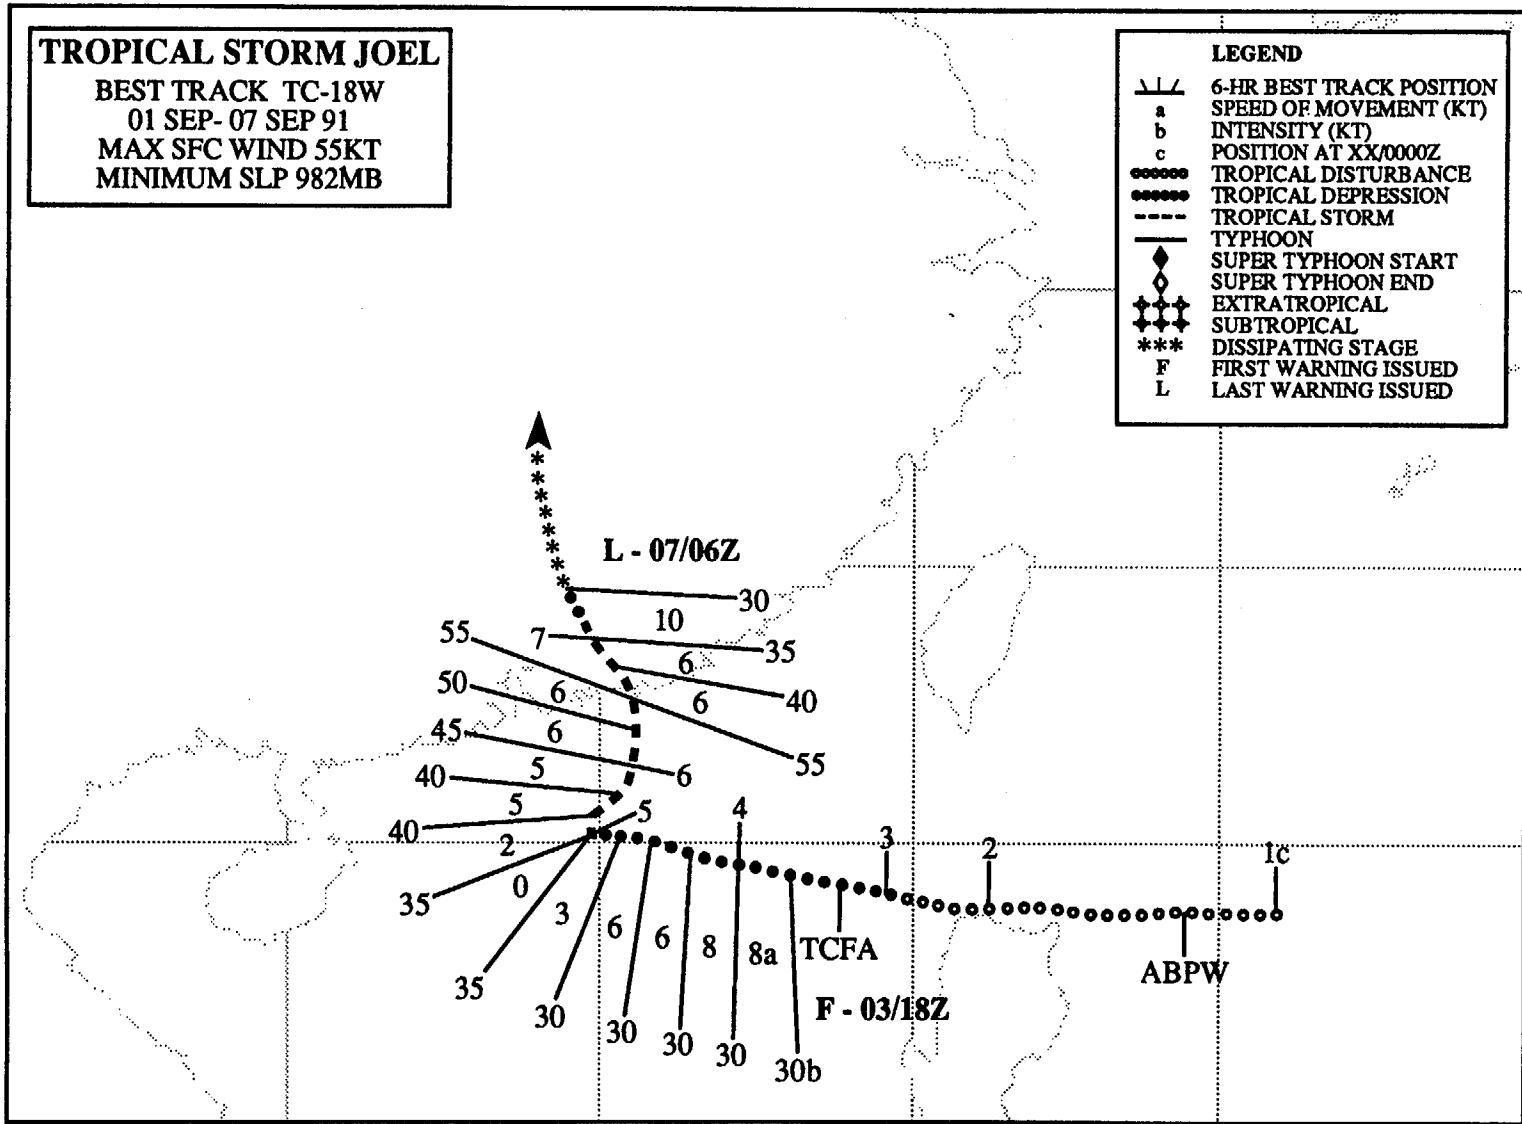 TROPICAL STORM JOEL
BEST TRACK TC-18W
01 SEP- 07 SEP 91
MAX SFC WIND 55KT
MINIMUM SLP 982MB
LEGEND
6-HR BEST TRACK POSITION
a SPEED OF MOVEMENT (KT)
b INTENSITY (KT)
c POSITION AT XX/0000Z
TROPICAL DISTURBANCE
TROPICAL DEPRESSION
TROPICAL STORM
TYPHOON
SUPER TYPHOON START
SUPER TYPHOON END
EXTRATROPICAL
SUBTROPICAL
*** DISSIPATING STAGE
F FIRST WARNING ISSUED
L LAST WARNING ISSUED
L - 07/06Z
30
10
55 7 35
6
50 6 6 40
45 6
55
40 5 6
5 5 4
40
2 3 2 1c
0
35
3 6 6 8 8a TCFA
ABPW
35
30 F - 03/18Z
30 30 30
30b